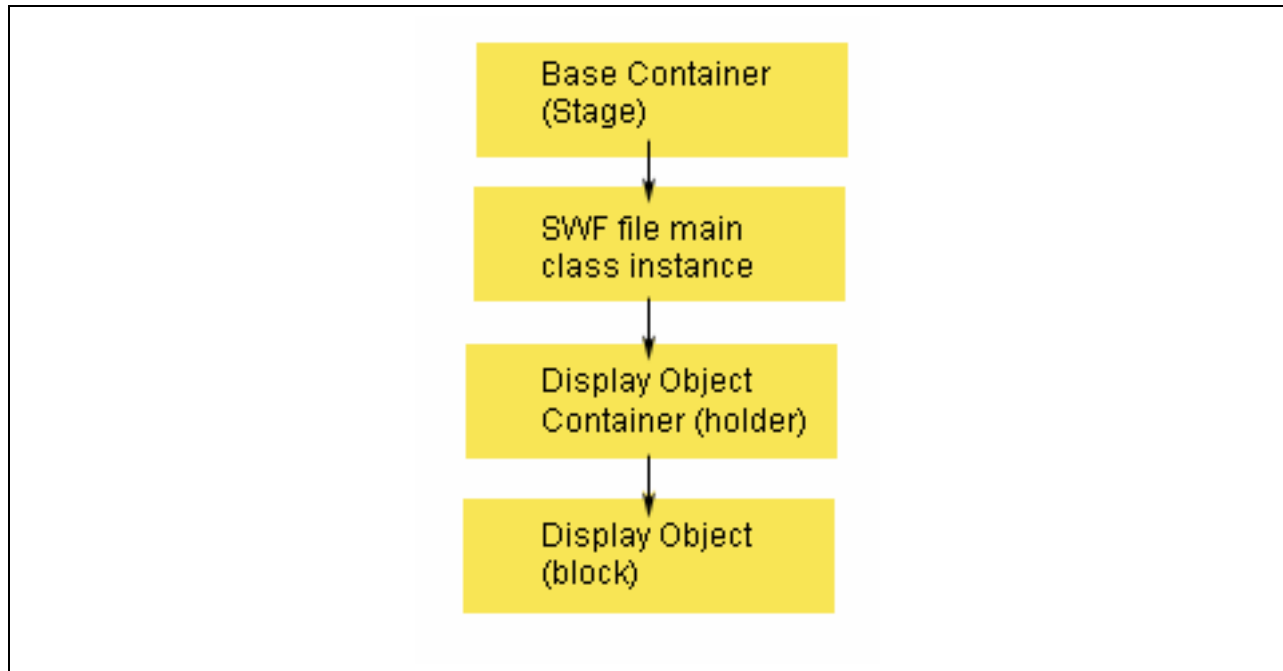 Base Container
(Stage)
SWF file main
class instance
Display Object
Container (holder)
Display Object
(block)